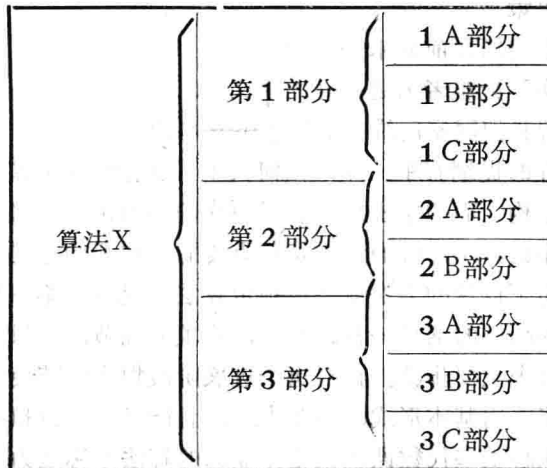 算法X
第1部分
1A部分
1B部分
1C部分
第2部分
2A部分
2B部分
第3部分
3A部分
3B部分
3C部分